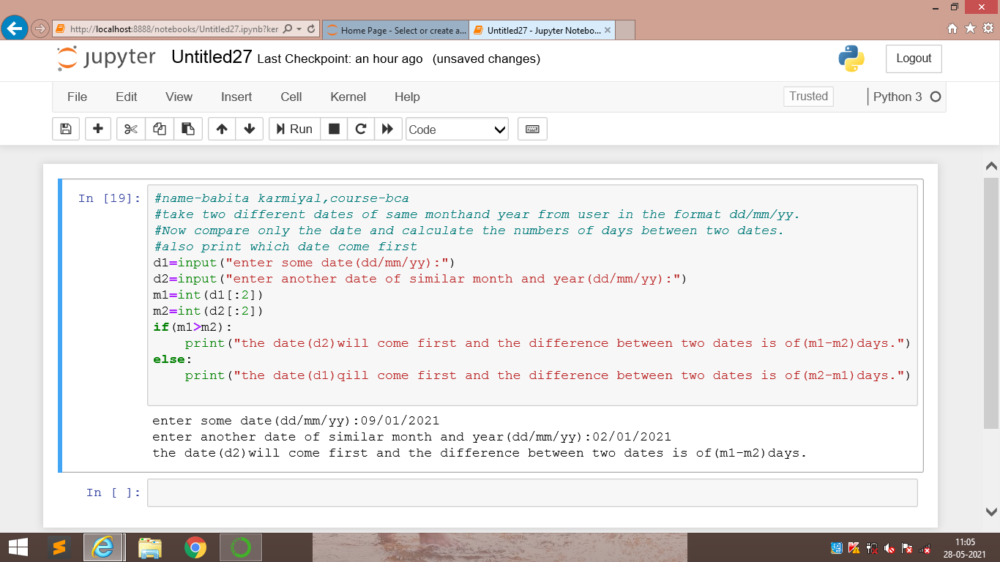 http://localhost:8888/notebooks/Untitled27.ipynb?ker
Home Page - Select or create a...
Untitled27 - Jupyter Notebo...
jupyter Untitled27 Last Checkpoint: an hour ago (unsaved changes)
Logout
File Edit View Insert Cell Kernel Help
Trusted
Python 3
Run
Code
In [19]:
#name-babita karmiyal,course-bca
#take two different dates of same monthand year from user in the format dd/mm/yy.
#Now compare only the date and calculate the numbers of days between two dates.
#also print which date come first
d1=input("enter some date(dd/mm/yy):")
d2=input("enter another date of similar month and year(dd/mm/yy):")
m1=int(d1[:2])
m2=int(d2[:2])
if(m1>m2):
    print("the date(d2)will come first and the difference between two dates is of(m1-m2)days.")
else:
    print("the date(d1)qill come first and the difference between two dates is of(m2-m1)days.")
enter some date(dd/mm/yy):09/01/2021
enter another date of similar month and year(dd/mm/yy):02/01/2021
the date(d2)will come first and the difference between two dates is of(m1-m2)days.
In [ ]:
11:05
28-05-2021